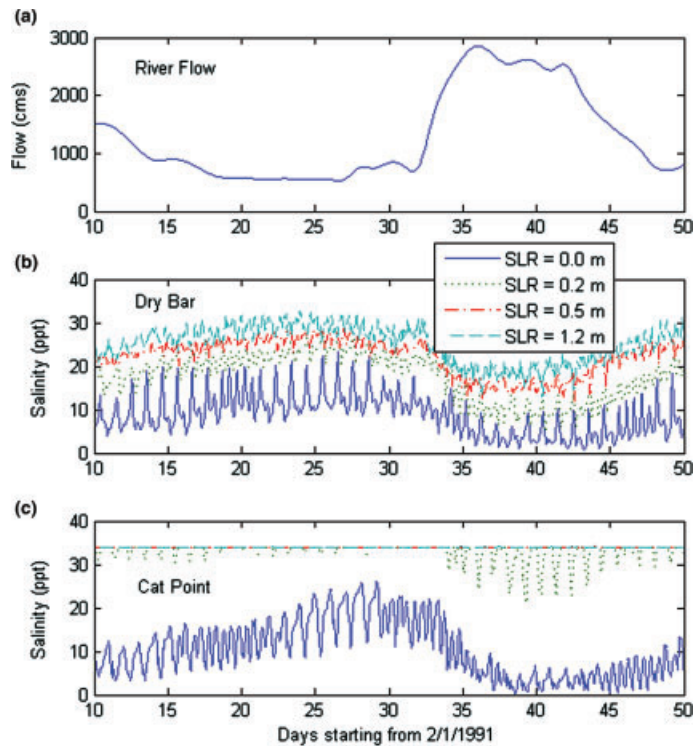 (a)
3000
2000
1000
0
Flow (cms)
River Flow
10 15 20 25 30 35 40 45 50
(b)
40
30
20
10
0
Salinity (ppt)
Dry Bar
SLR = 0.0 m
SLR = 0.2 m
SLR = 0.5 m
SLR = 1.2 m
10 15 20 25 30 35 40 45 50
(c)
40
30
20
10
0
Salinity (ppt)
Cat Point
10 15 20 25 30 35 40 45 50
Days starting from 2/1/1991